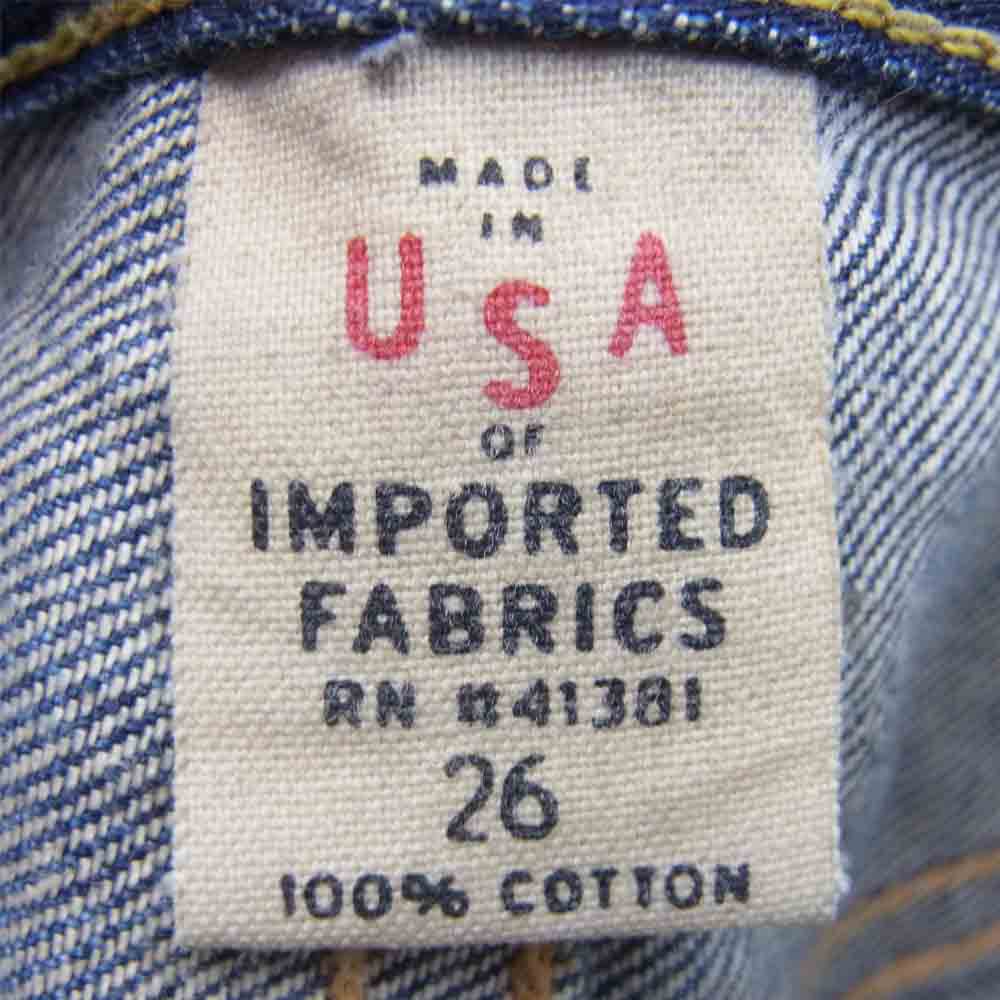 MADE
IN
USA
OF
IMPORTED
FABRICS
RN #41381
26
100% COTTON